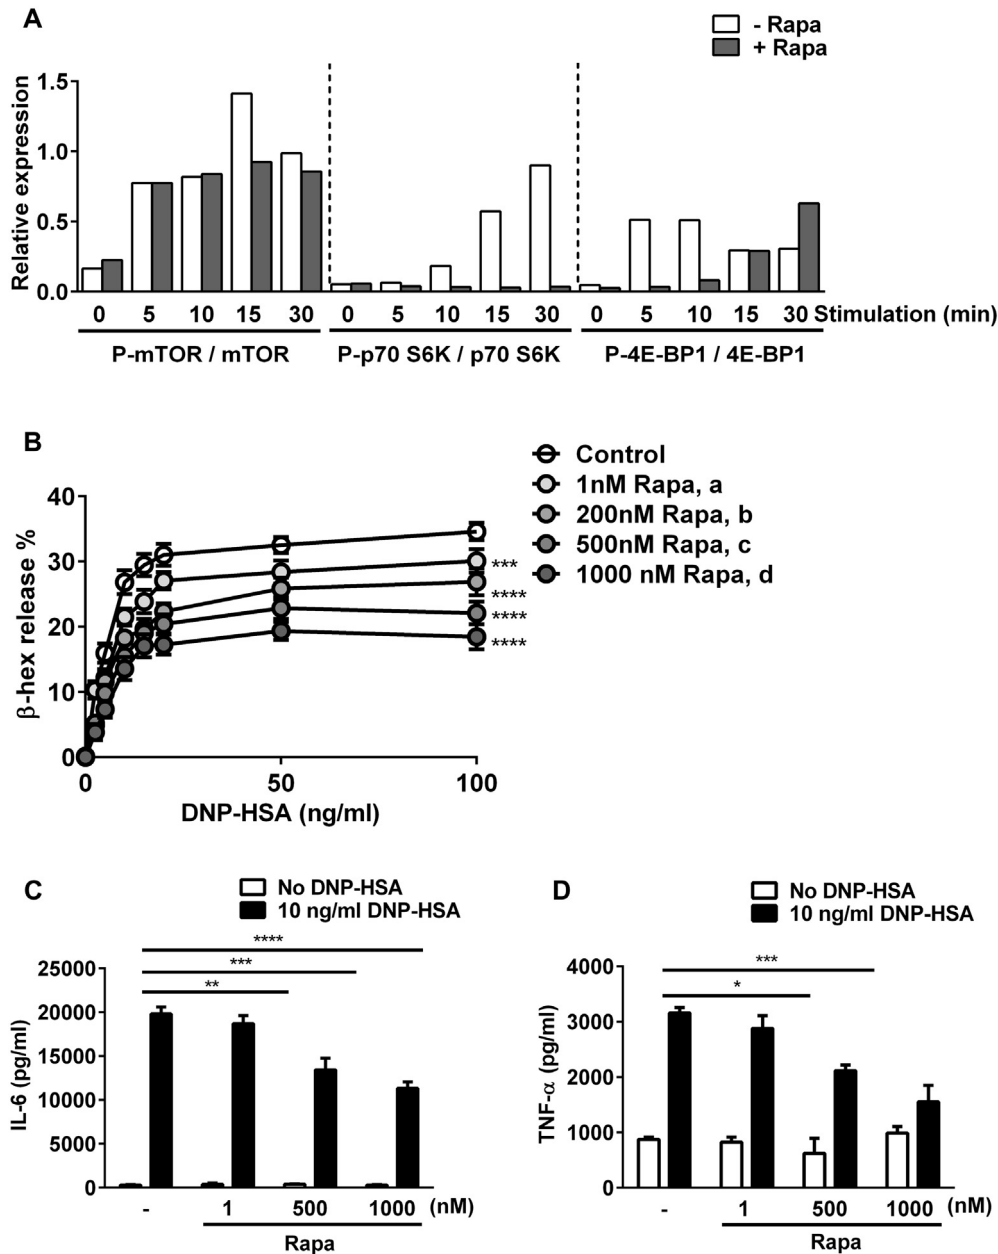 A
- Rapa
+ Rapa
Relative expression
1.5
1.0
0.5
0.0
0 5 10 15 30 0 5 10 15 30 0 5 10 15 30 Stimulation (min)
P-mTOR / mTOR P-p70 S6K / p70 S6K P-4E-BP1 / 4E-BP1
B
Control
1nM Rapa, a
200nM Rapa, b
500nM Rapa, c
1000 nM Rapa, d
β-hex release %
40
30
20
10
0
***
****
****
****
0 50 100
DNP-HSA (ng/ml)
C
No DNP-HSA
10 ng/ml DNP-HSA
****
***
**
IL-6 (pg/ml)
25000
20000
15000
10000
5000
0
- 1 500 1000 (nM)
Rapa
D
No DNP-HSA
10 ng/ml DNP-HSA
***
*
TNF-α (pg/ml)
4000
3000
2000
1000
0
- 1 500 1000 (nM)
Rapa